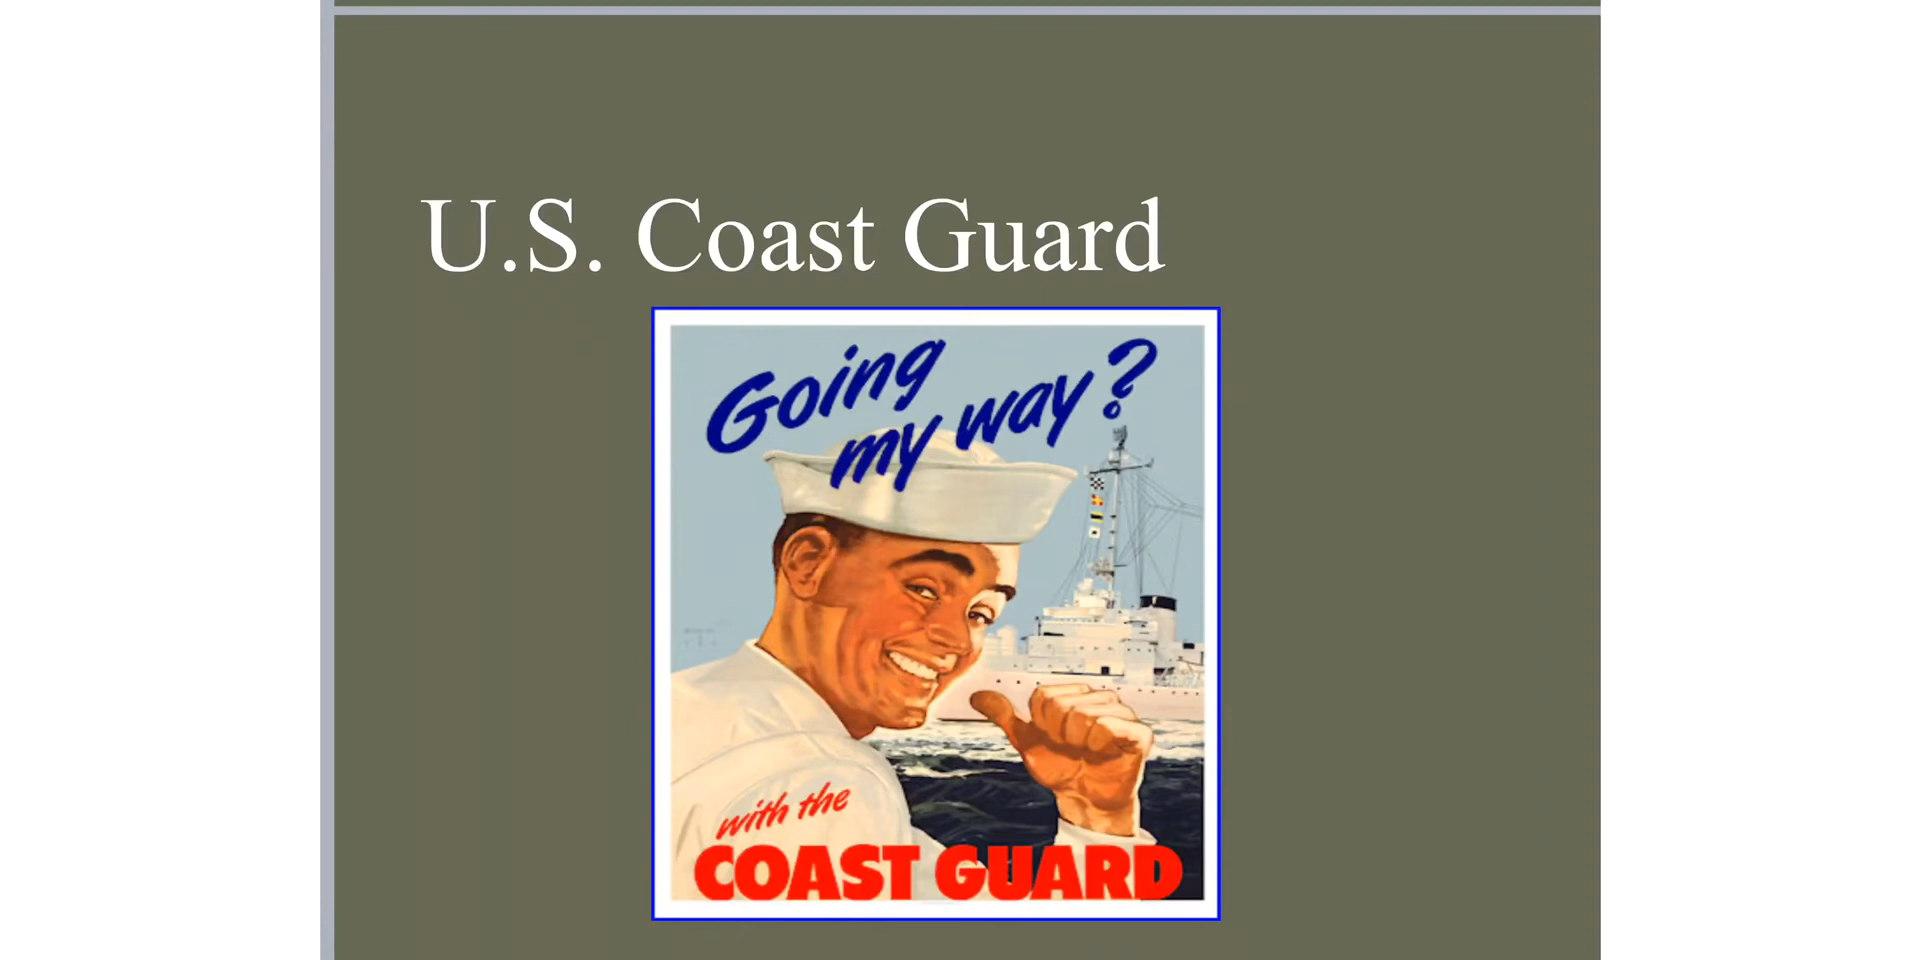 U.S. Coast Guard
Going
my way?
with the
COAST GUARD